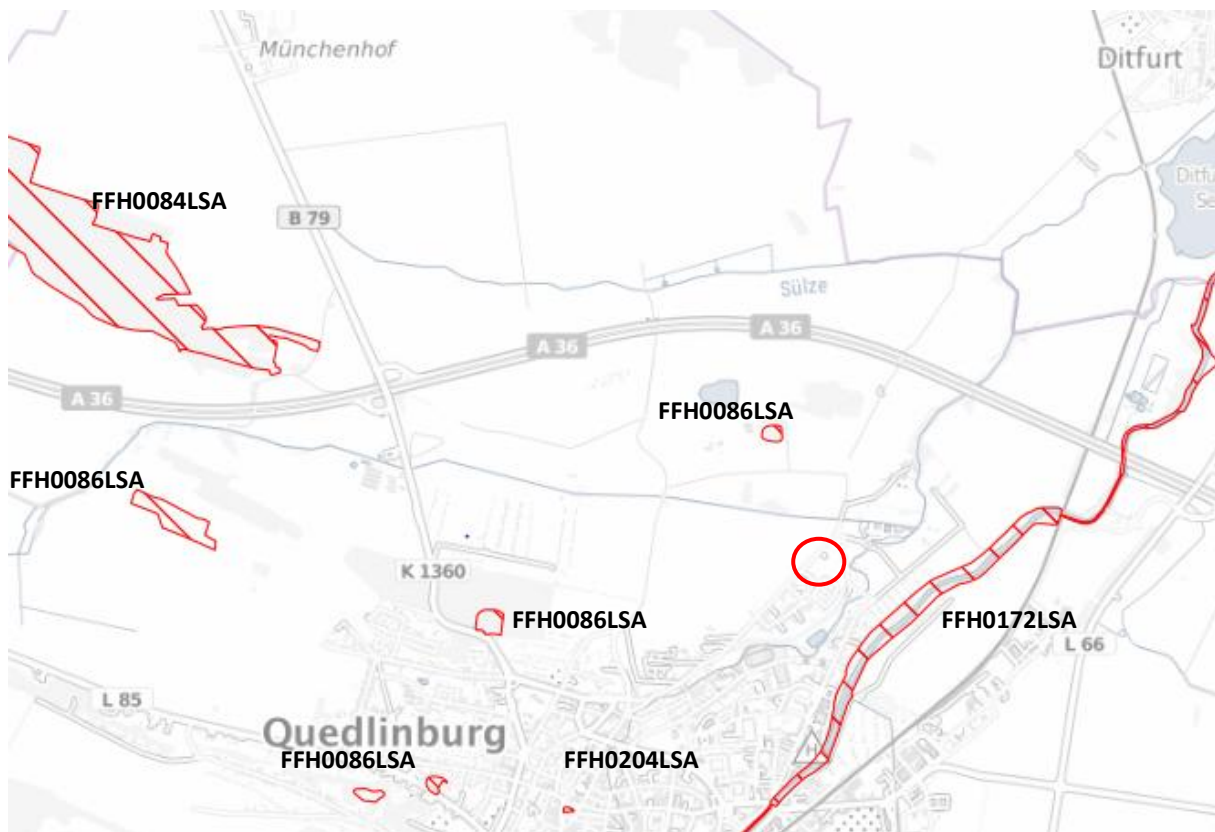 Münchenhof
Ditfurt
FFH0084LSA
B 79
Sülze
A 36
A 36
A 36
FFH0086LSA
FFH0086LSA
K 1360
FFH0086LSA
FFH0172LSA
L 66
L 85
Quedlinburg
FFH0086LSA
FFH0204LSA
H